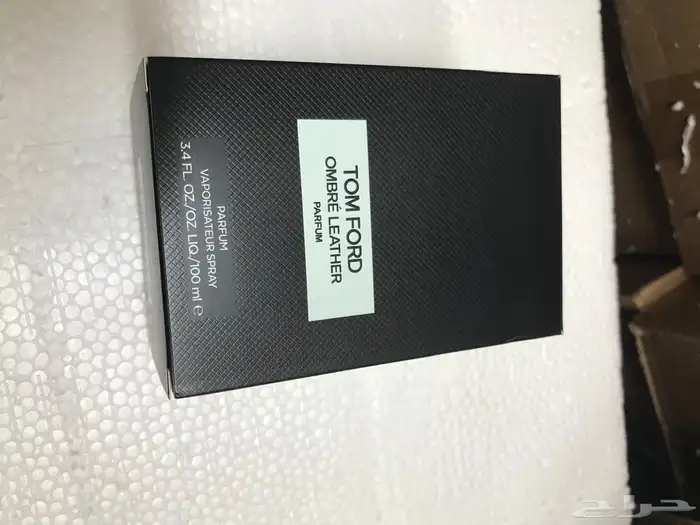 TOM FORD
OMBRÉ LEATHER
PARFUM
PARFUM
VAPORISATEUR SPRAY
3.4 FL. OZ./OZ. LIQ./100 ml ℮
حراج